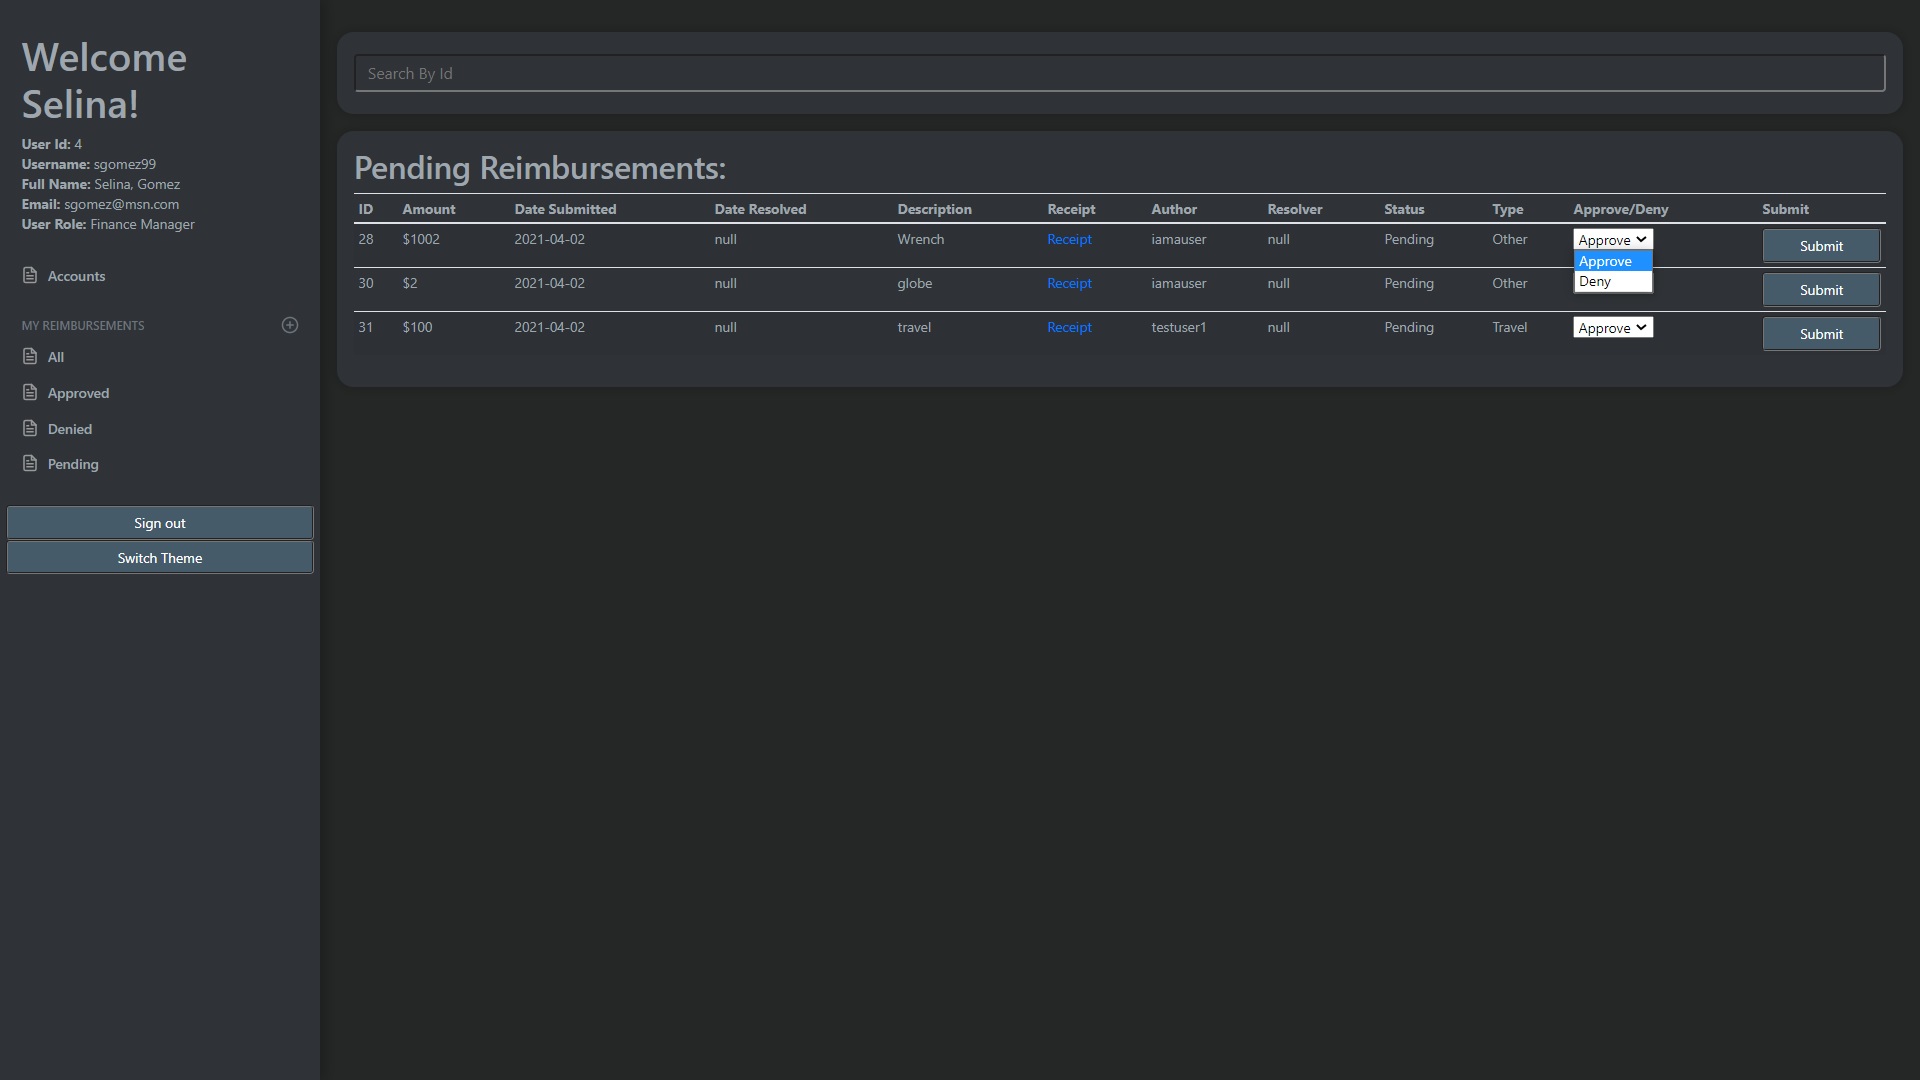 Welcome
Selina!
User Id: 4
Username: sgomez99
Full Name: Selina, Gomez
Email: sgomez@msn.com
User Role: Finance Manager
Accounts
MY REIMBURSEMENTS
All
Approved
Denied
Pending
Sign out
Switch Theme
Search By Id
Pending Reimbursements:
ID Amount Date Submitted Date Resolved Description Receipt Author Resolver Status Type Approve/Deny Submit
28 $1002 2021-04-02 null Wrench Receipt iamauser null Pending Other Approve Submit
Approve
Deny
30 $2 2021-04-02 null globe Receipt iamauser null Pending Other Submit
31 $100 2021-04-02 null travel Receipt testuser1 null Pending Travel Approve Submit